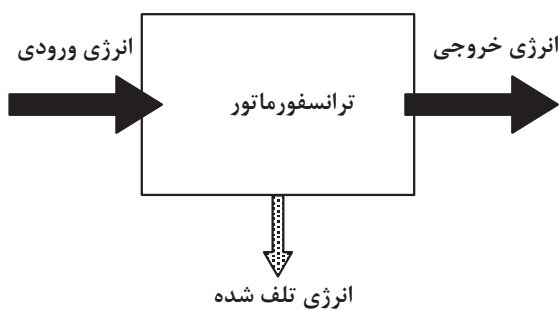 انرژی خروجی
انرژی ورودی
ترانسفورماتور
انرژی تلف شده